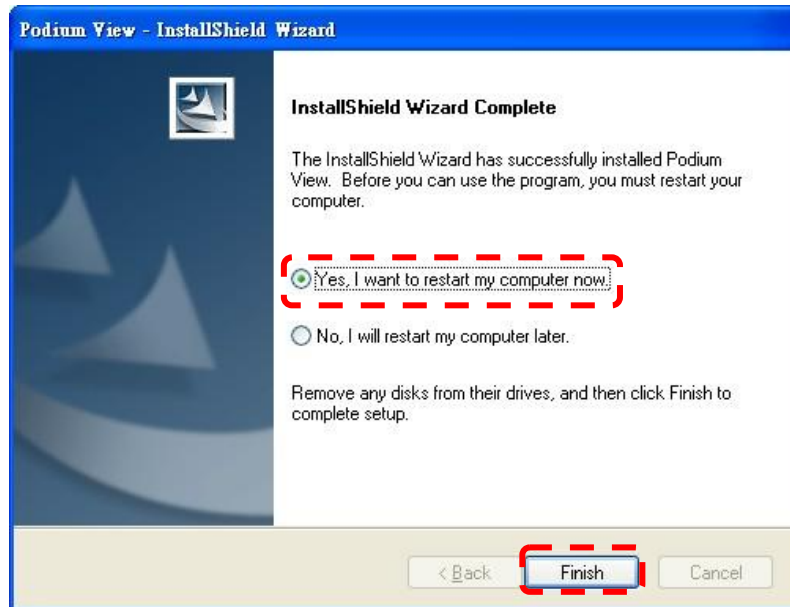 Podium View - InstallShield Wizard
InstallShield Wizard Complete
The InstallShield Wizard has successfully installed Podium
View. Before you can use the program, you must restart your
computer.
Yes, I want to restart my computer now.
No, I will restart my computer later.
Remove any disks from their drives, and then click Finish to
complete setup.
< Back Finish Cancel